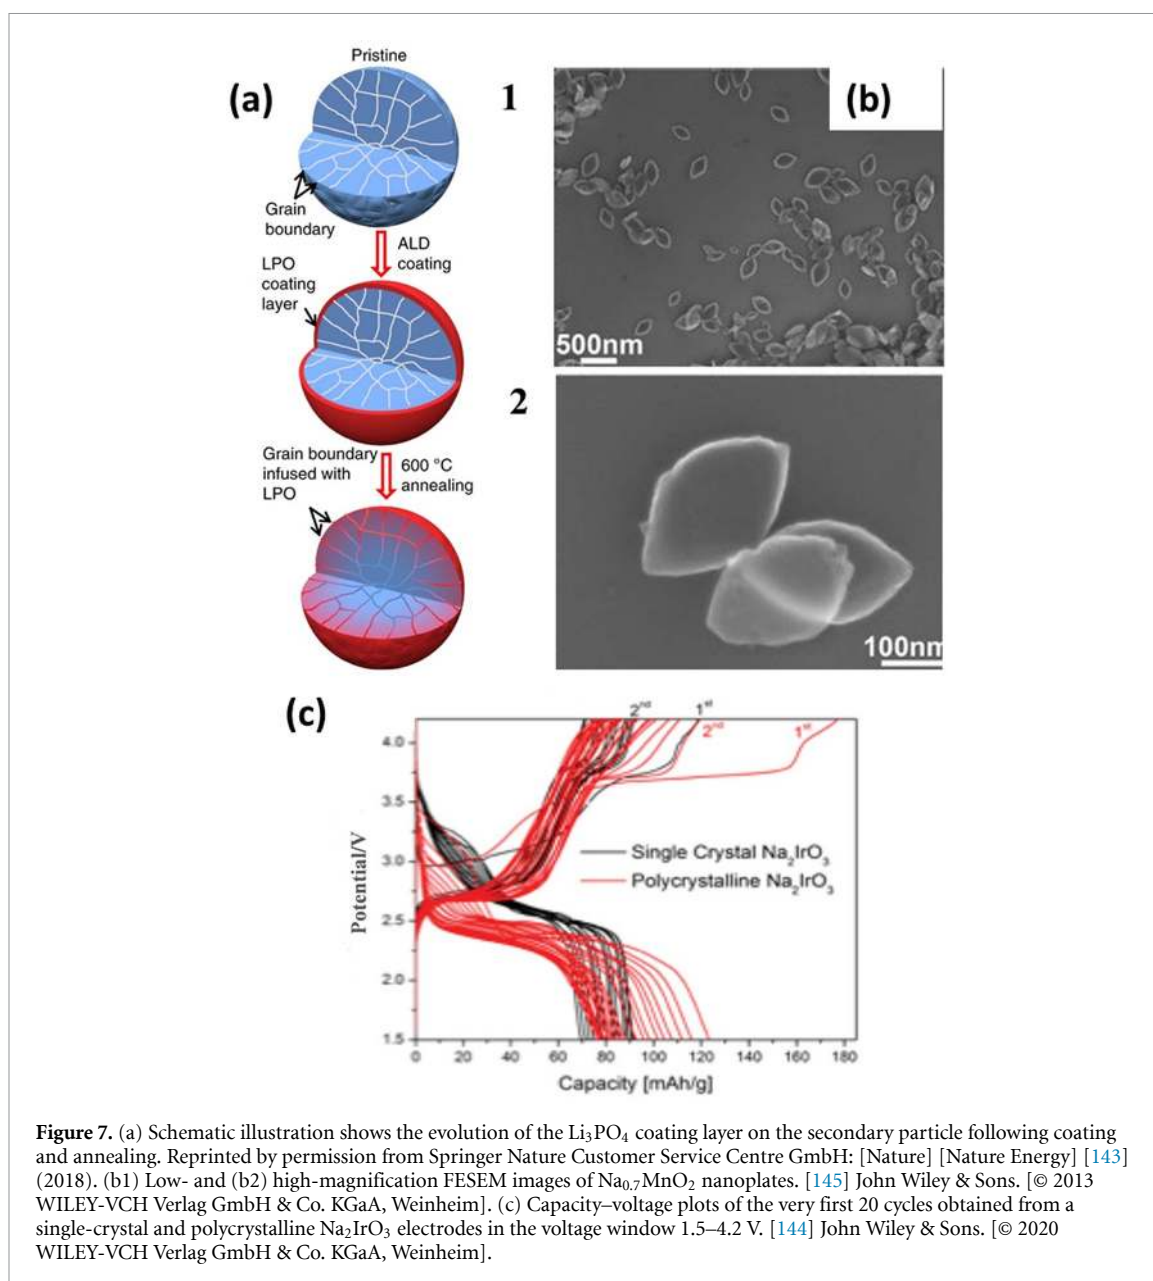 Pristine
(a)
Grain
boundary
ALD
coating
LPO
coating
layer
Grain boundary
infused with
LPO
600 °C
annealing
1
(b)
500nm
2
100nm
(c)
2nd
1st
2nd
1st
4.0
3.5
3.0
2.5
2.0
1.5
Potential/V
Single Crystal Na₂IrO₃
Polycrystalline Na₂IrO₃
0 20 40 60 80 100 120 140 160 180
Capacity [mAh/g]
Figure 7. (a) Schematic illustration shows the evolution of the Li₃PO₄ coating layer on the secondary particle following coating
and annealing. Reprinted by permission from Springer Nature Customer Service Centre GmbH: [Nature] [Nature Energy] [143]
(2018). (b1) Low- and (b2) high-magnification FESEM images of Na₀.₇MnO₂ nanoplates. [145] John Wiley & Sons. [© 2013
WILEY-VCH Verlag GmbH & Co. KGaA, Weinheim]. (c) Capacity–voltage plots of the very first 20 cycles obtained from a
single-crystal and polycrystalline Na₂IrO₃ electrodes in the voltage window 1.5–4.2 V. [144] John Wiley & Sons. [© 2020
WILEY-VCH Verlag GmbH & Co. KGaA, Weinheim].